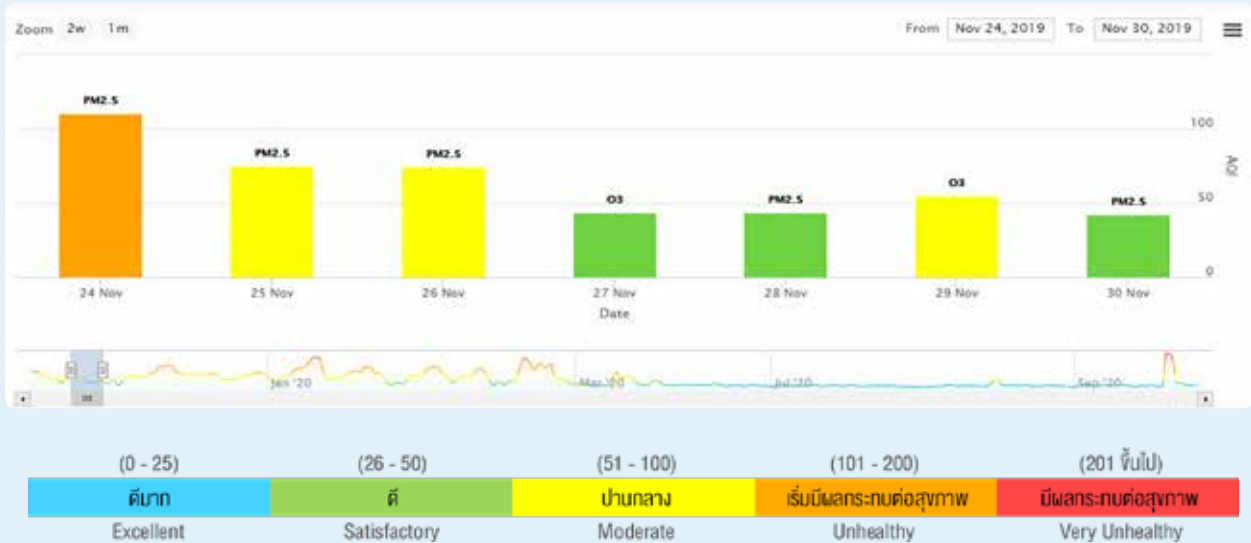 Zoom 2w 1m From Nov 24, 2019 To Nov 30, 2019
PM2.5
PM2.5
PM2.5
O3
PM2.5
O3
PM2.5
100
50
0
AQI
24 Nov 25 Nov 26 Nov 27 Nov 28 Nov 29 Nov 30 Nov
Date
Jan '20 Mar '20 Jul '20 Sep '20
(0 - 25) (26 - 50) (51 - 100) (101 - 200) (201 ขึ้นไป)
ดีมาก ดี ปานกลาง เริ่มมีผลกระทบต่อสุขภาพ มีผลกระทบต่อสุขภาพ
Excellent Satisfactory Moderate Unhealthy Very Unhealthy